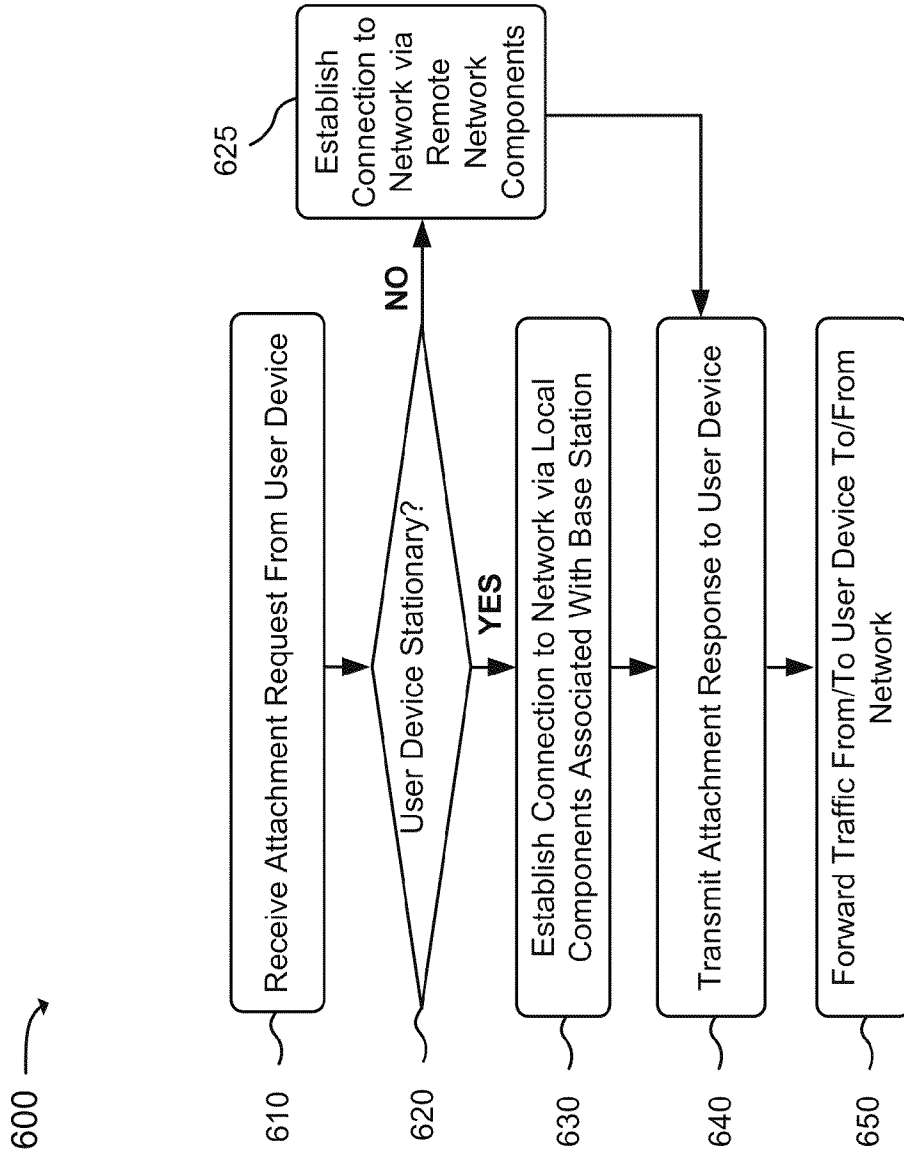 600
610
Receive Attachment Request From User Device
620
User Device Stationary?
NO
625
Establish
Connection to
Network via
Remote
Network
Components
YES
630
Establish Connection to Network via Local
Components Associated With Base Station
640
Transmit Attachment Response to User Device
650
Forward Traffic From/To User Device To/From
Network